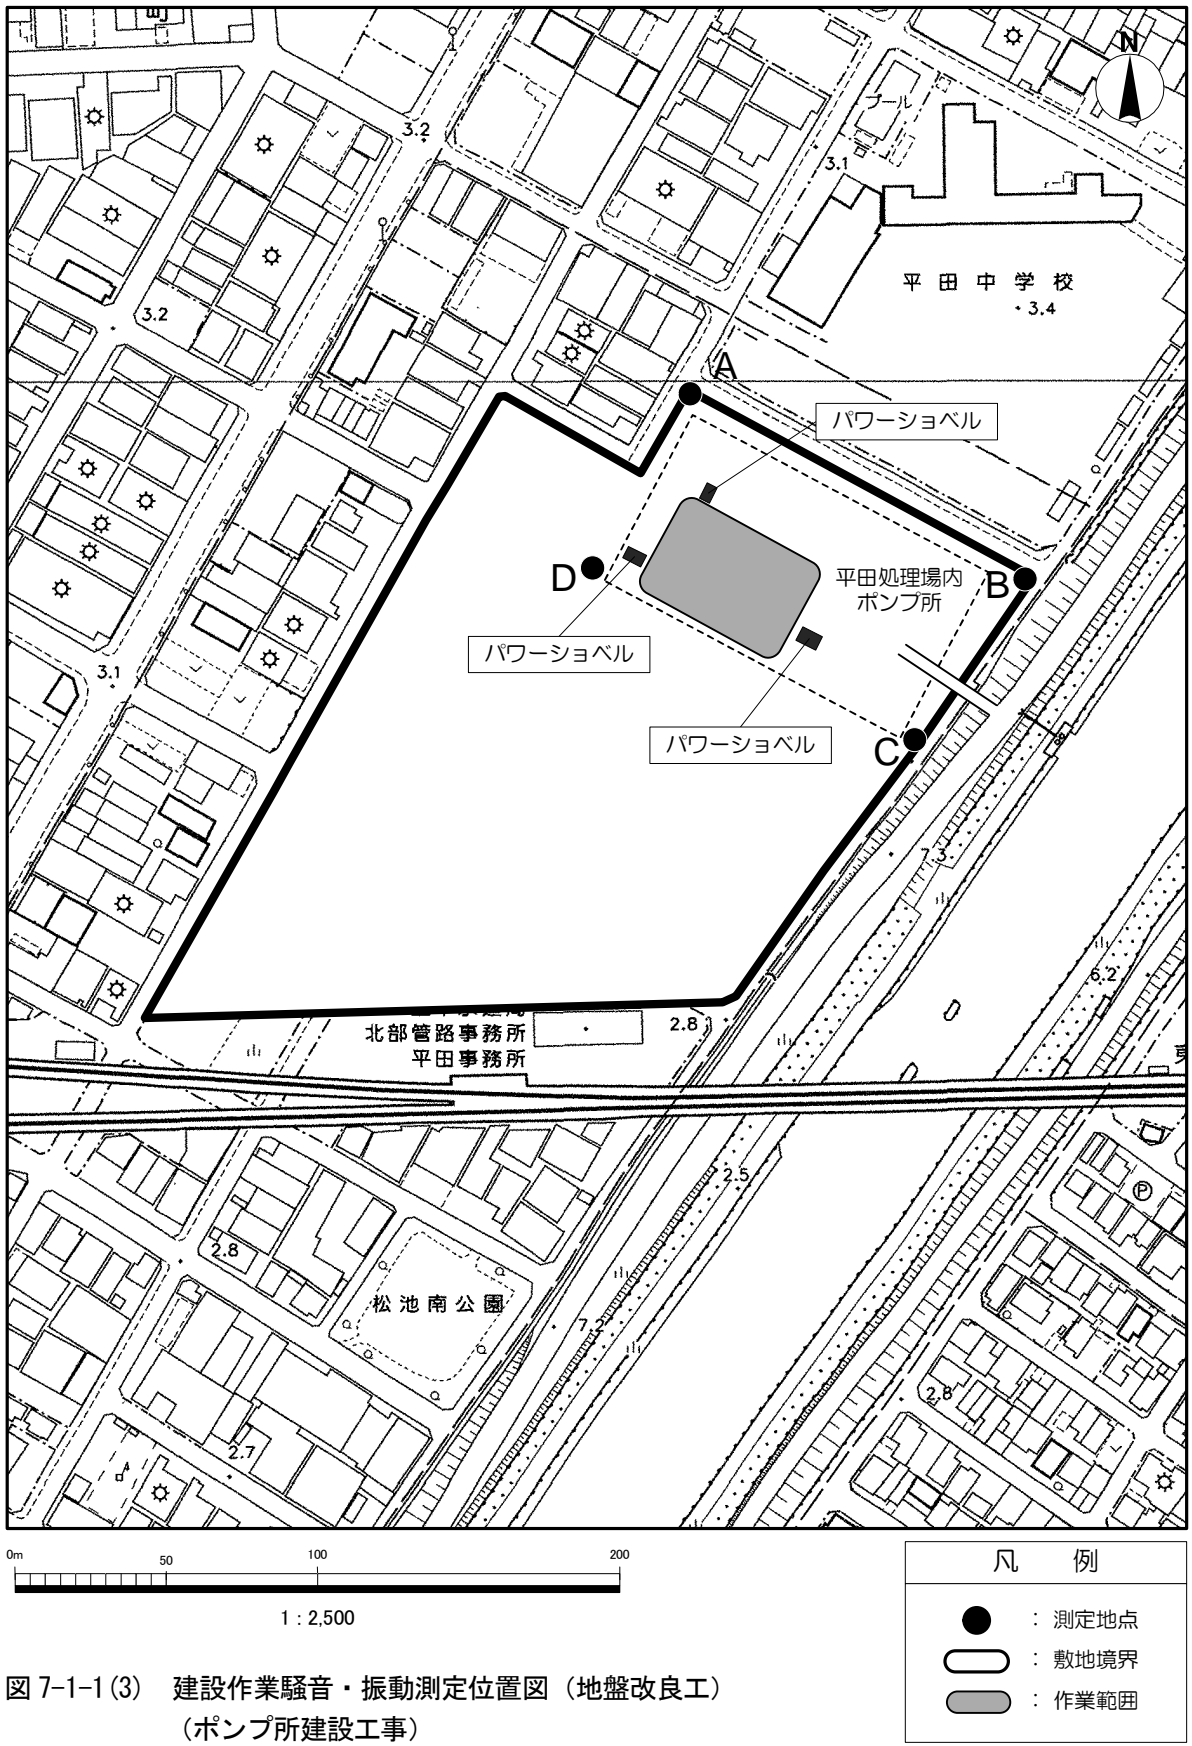 N
3.2
プール
3.1
平田中学校
3.4
3.2
A
パワーショベル
D
平田処理場内
ポンプ所
B
パワーショベル
3.1
パワーショベル
C
7.3
6.2
北部管路事務所
平田事務所
2.8
2.5
P
2.8
松池南公園
7.2
2.8
2.7
0m
50
100
200
1：2,500
凡 例
：測定地点
：敷地境界
：作業範囲
図 7-1-1(3) 建設作業騒音・振動測定位置図（地盤改良工）
（ポンプ所建設工事）